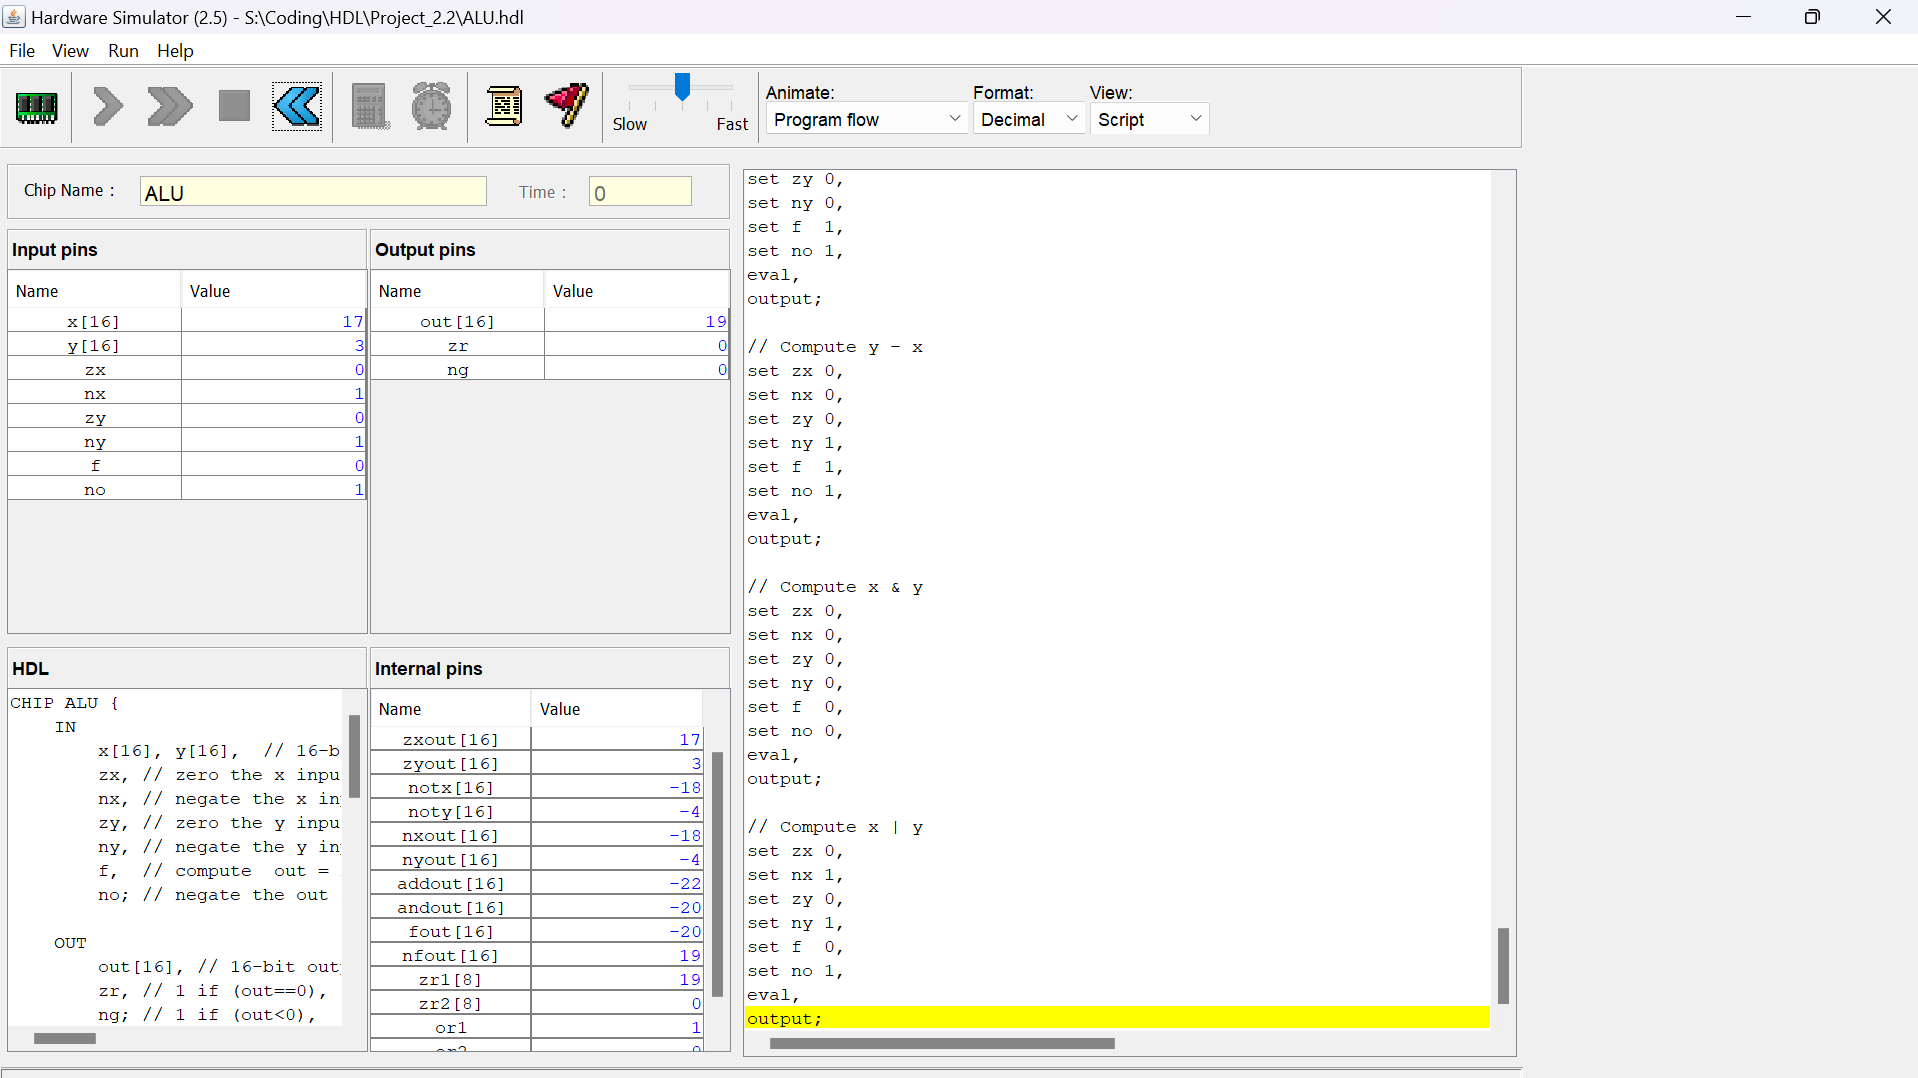 Hardware Simulator (2.5) - S:\Coding\HDL\Project_2.2\ALU.hdl
File View Run Help
Slow Fast
Animate: Format: View:
Program flow Decimal Script
Chip Name : ALU Time : 0
Input pins
Name Value
x[16] 17
y[16] 3
zx 0
nx 1
zy 0
ny 1
f 0
no 1
Output pins
Name Value
out[16] 19
zr 0
ng 0
HDL
CHIP ALU {
IN
x[16], y[16], // 16-b
zx, // zero the x inpu
nx, // negate the x in
zy, // zero the y inpu
ny, // negate the y in
f, // compute out =
no; // negate the out
OUT
out[16], // 16-bit out
zr, // 1 if (out==0),
ng; // 1 if (out<0),
Internal pins
Name Value
zxout[16] 17
zyout[16] 3
notx[16] -18
noty[16] -4
nxout[16] -18
nyout[16] -4
addout[16] -22
andout[16] -20
fout[16] -20
nfout[16] 19
zr1[8] 19
zr2[8] 0
or1 1
or2 0
set zy 0,
set ny 0,
set f 1,
set no 1,
eval,
output;
// Compute y - x
set zx 0,
set nx 0,
set zy 0,
set ny 1,
set f 1,
set no 1,
eval,
output;
// Compute x & y
set zx 0,
set nx 0,
set zy 0,
set ny 0,
set f 0,
set no 0,
eval,
output;
// Compute x | y
set zx 0,
set nx 1,
set zy 0,
set ny 1,
set f 0,
set no 1,
eval,
output;